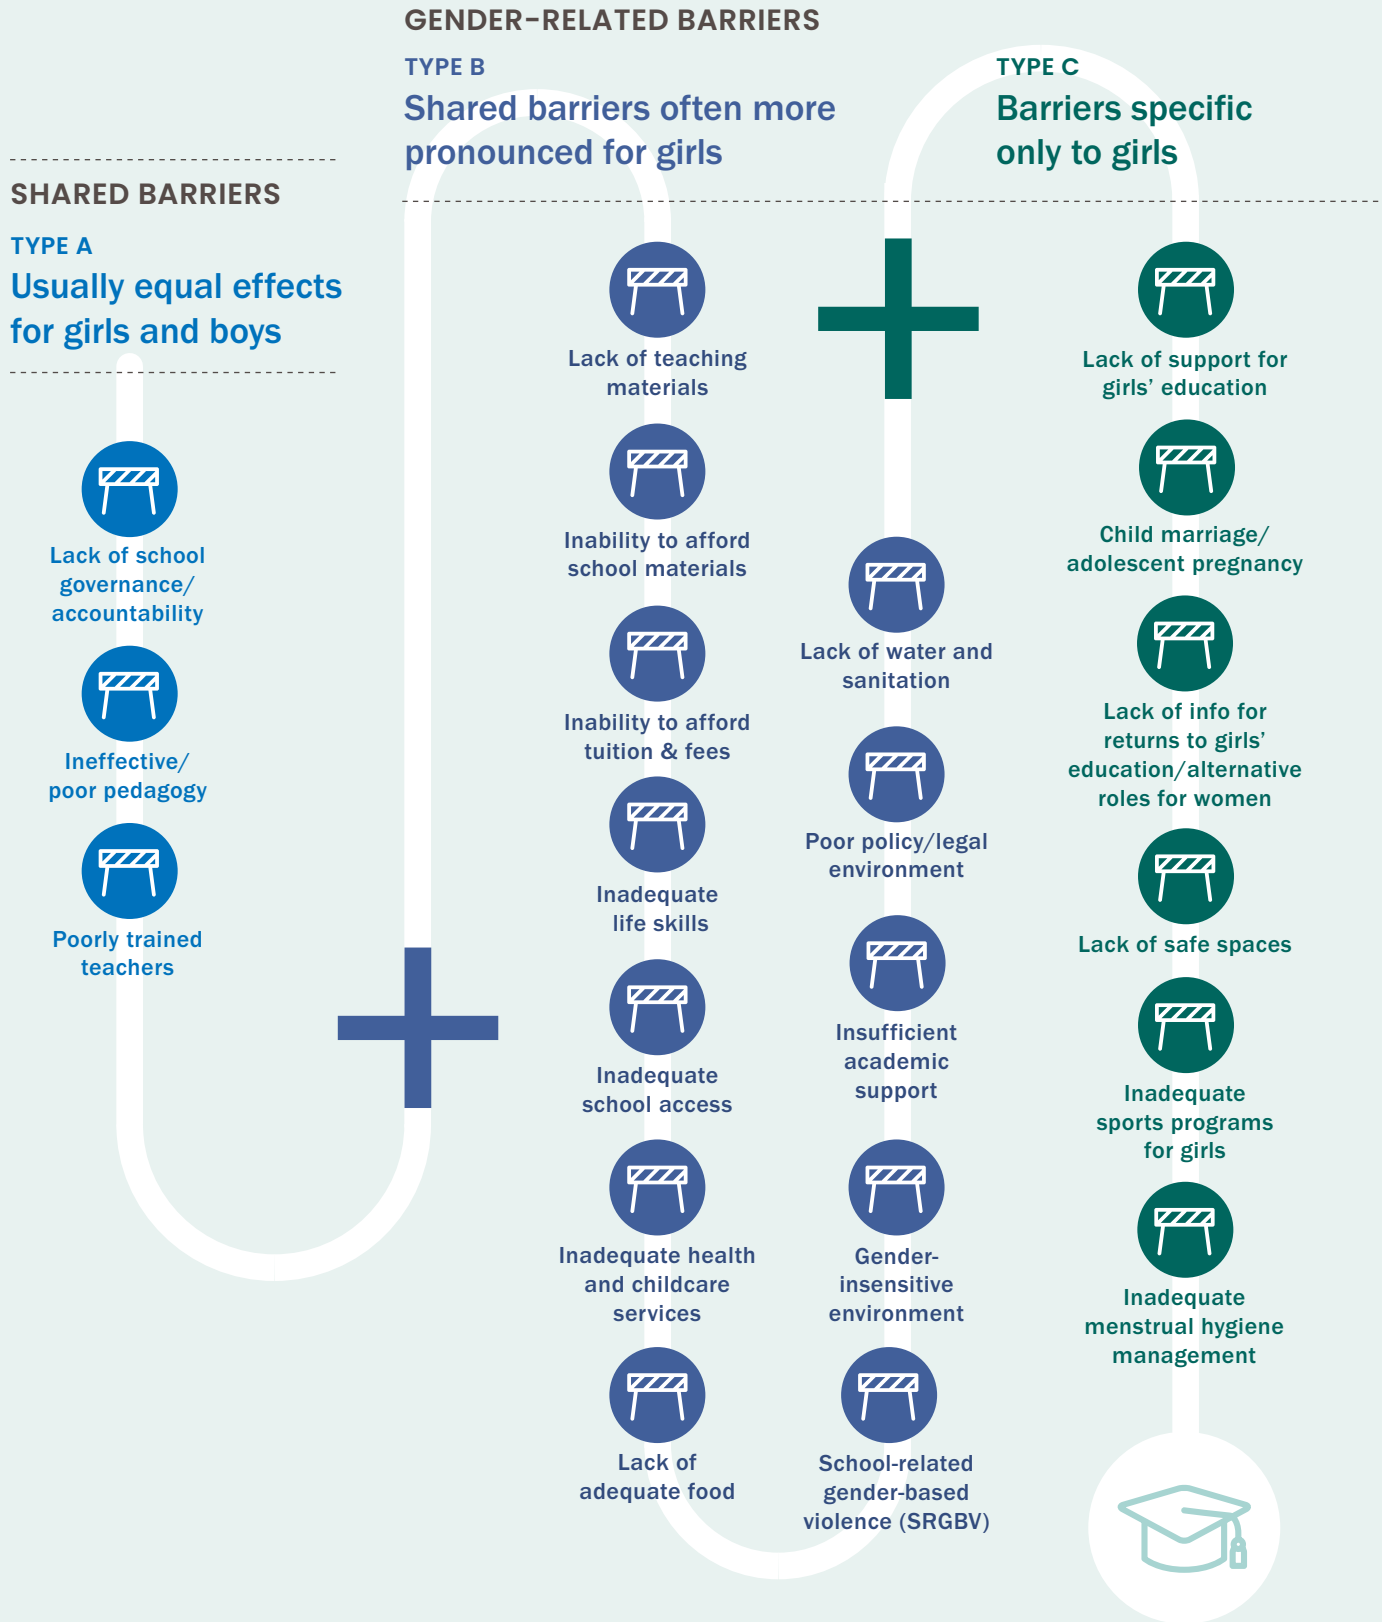 GENDER-RELATED BARRIERS
SHARED BARRIERS
TYPE A
Usually equal effects
for girls and boys
Lack of school
governance/
accountability
Ineffective/
poor pedagogy
Poorly trained
teachers
TYPE B
Shared barriers often more
pronounced for girls
Lack of teaching
materials
Inability to afford
school materials
Inability to afford
tuition & fees
Inadequate
life skills
Inadequate
school access
Inadequate health
and childcare
services
Lack of
adequate food
Lack of water and
sanitation
Poor policy/legal
environment
Insufficient
academic
support
Gender-
insensitive
environment
School-related
gender-based
violence (SRGBV)
TYPE C
Barriers specific
only to girls
Lack of support for
girls’ education
Child marriage/
adolescent pregnancy
Lack of info for
returns to girls’
education/alternative
roles for women
Lack of safe spaces
Inadequate
sports programs
for girls
Inadequate
menstrual hygiene
management